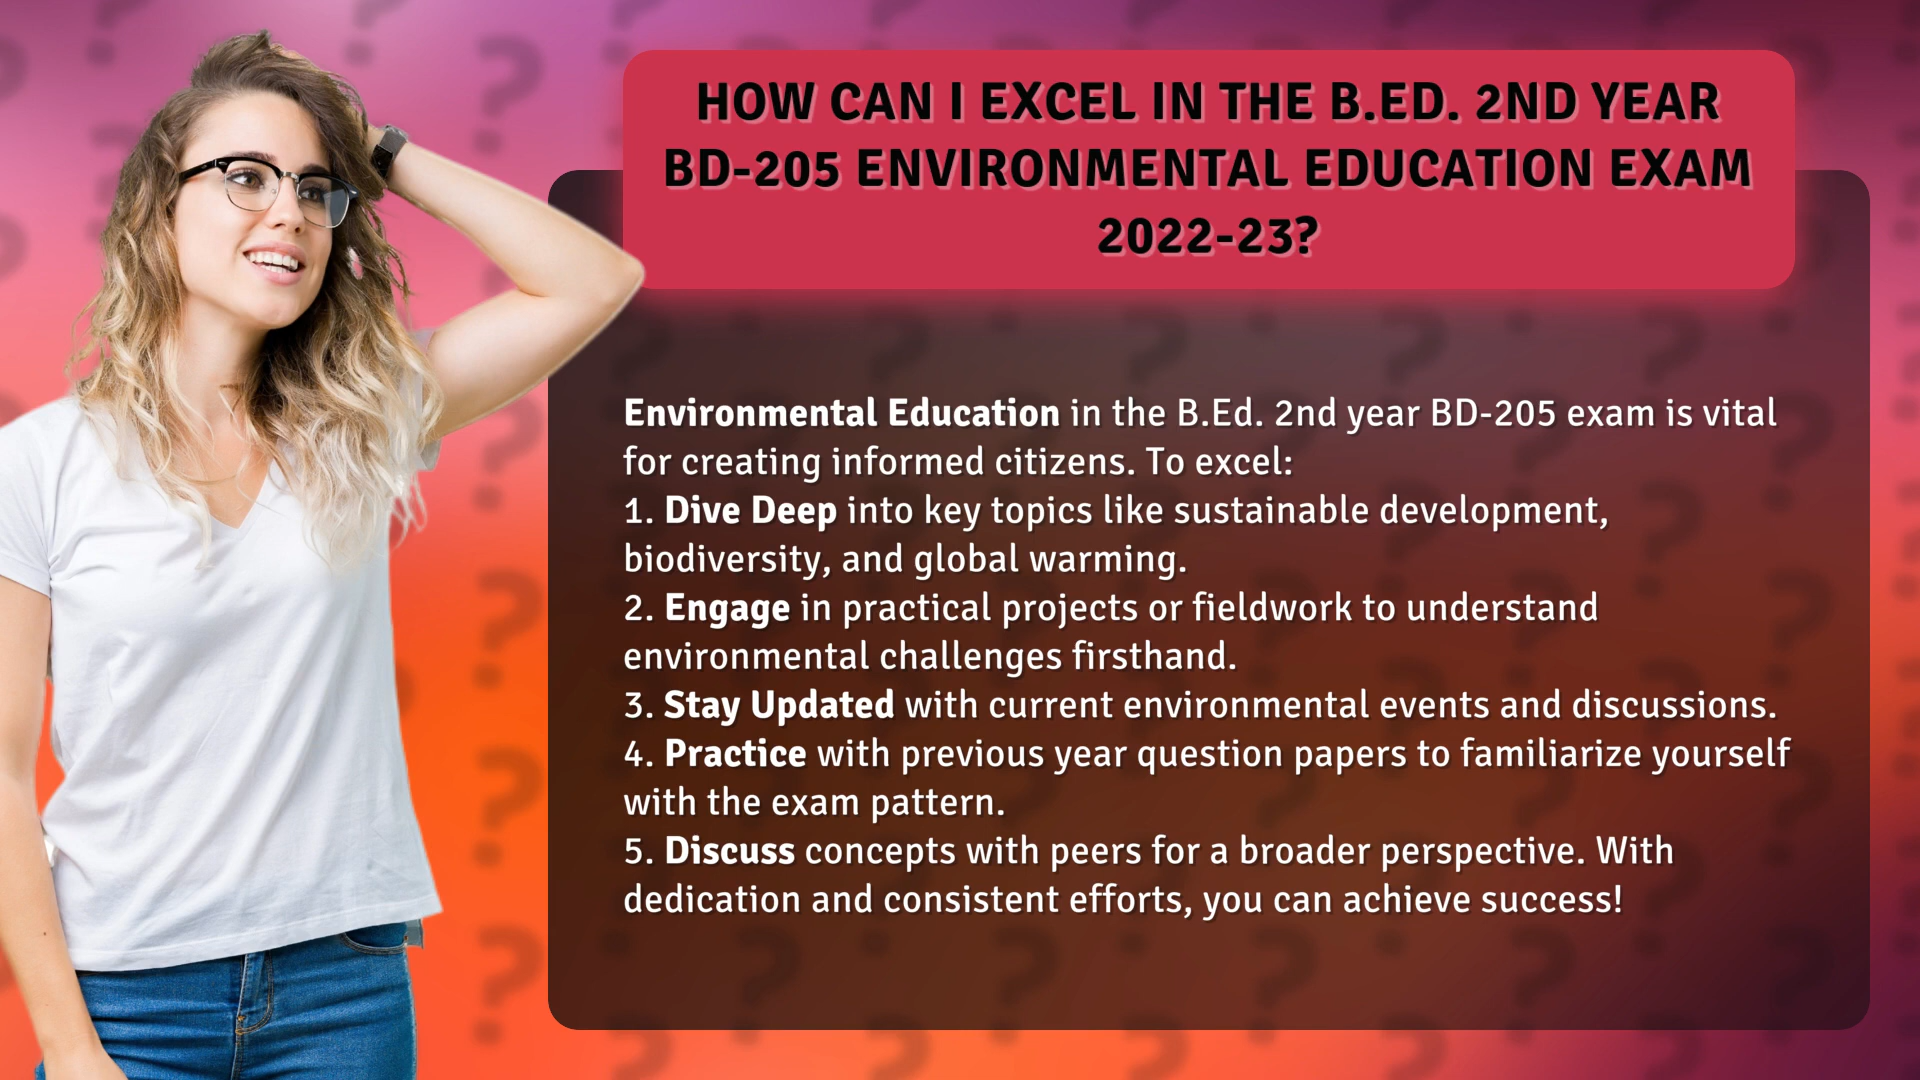 HOW CAN I EXCEL IN THE B.ED. 2ND YEAR
BD-205 ENVIRONMENTAL EDUCATION EXAM
2022-23?
Environmental Education in the B.Ed. 2nd year BD-205 exam is vital
for creating informed citizens. To excel:
1. Dive Deep into key topics like sustainable development,
biodiversity, and global warming.
2. Engage in practical projects or fieldwork to understand
environmental challenges firsthand.
3. Stay Updated with current environmental events and discussions.
4. Practice with previous year question papers to familiarize yourself
with the exam pattern.
5. Discuss concepts with peers for a broader perspective. With
dedication and consistent efforts, you can achieve success!